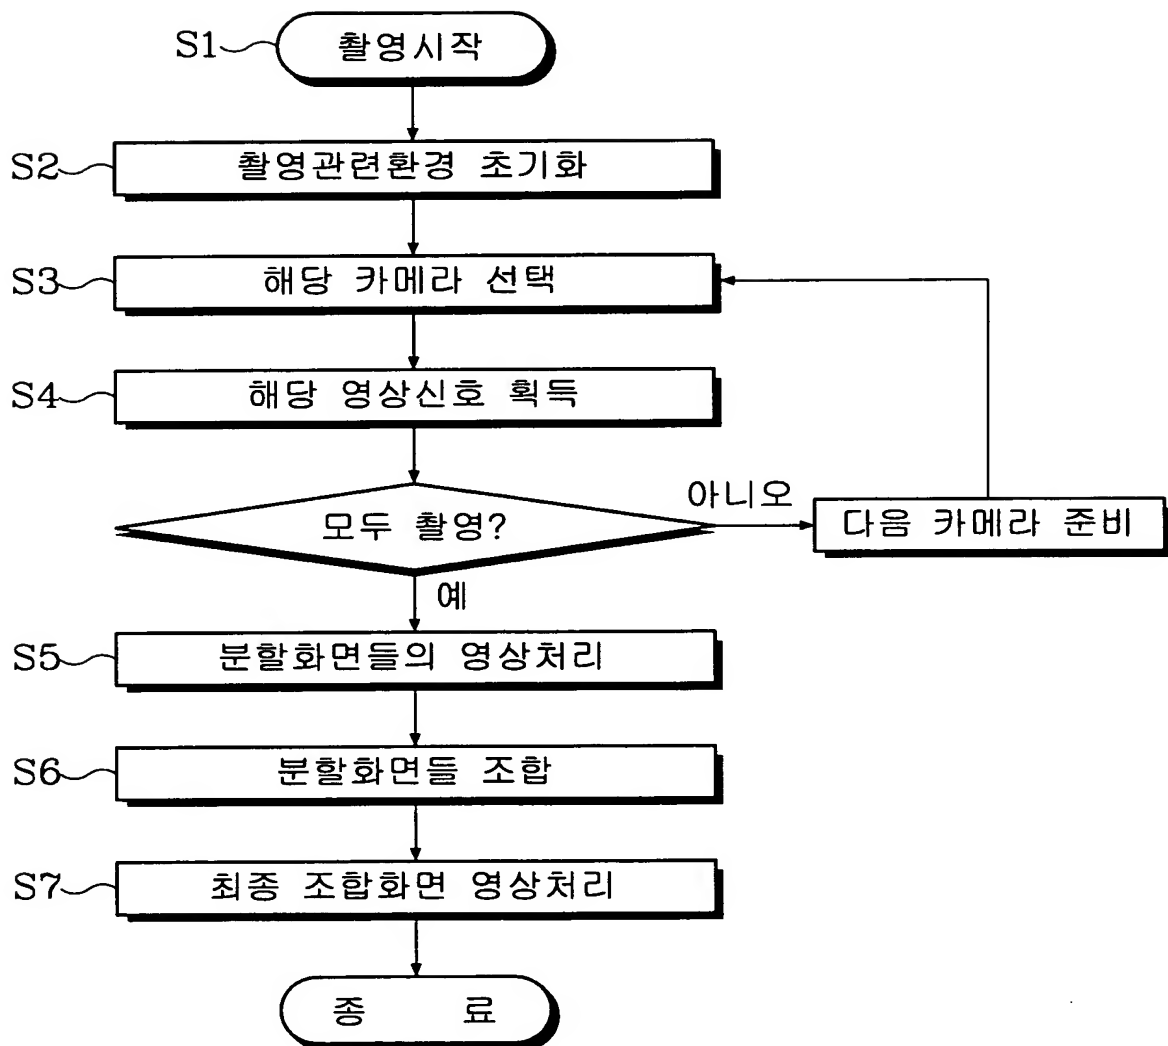 S1 촬영시작
S2 촬영관련환경 초기화
S3 해당 카메라 선택
S4 해당 영상신호 획득
모두 촬영?
아니오
다음 카메라 준비
예
S5 분할화면들의 영상처리
S6 분할화면들 조합
S7 최종 조합화면 영상처리
종 료